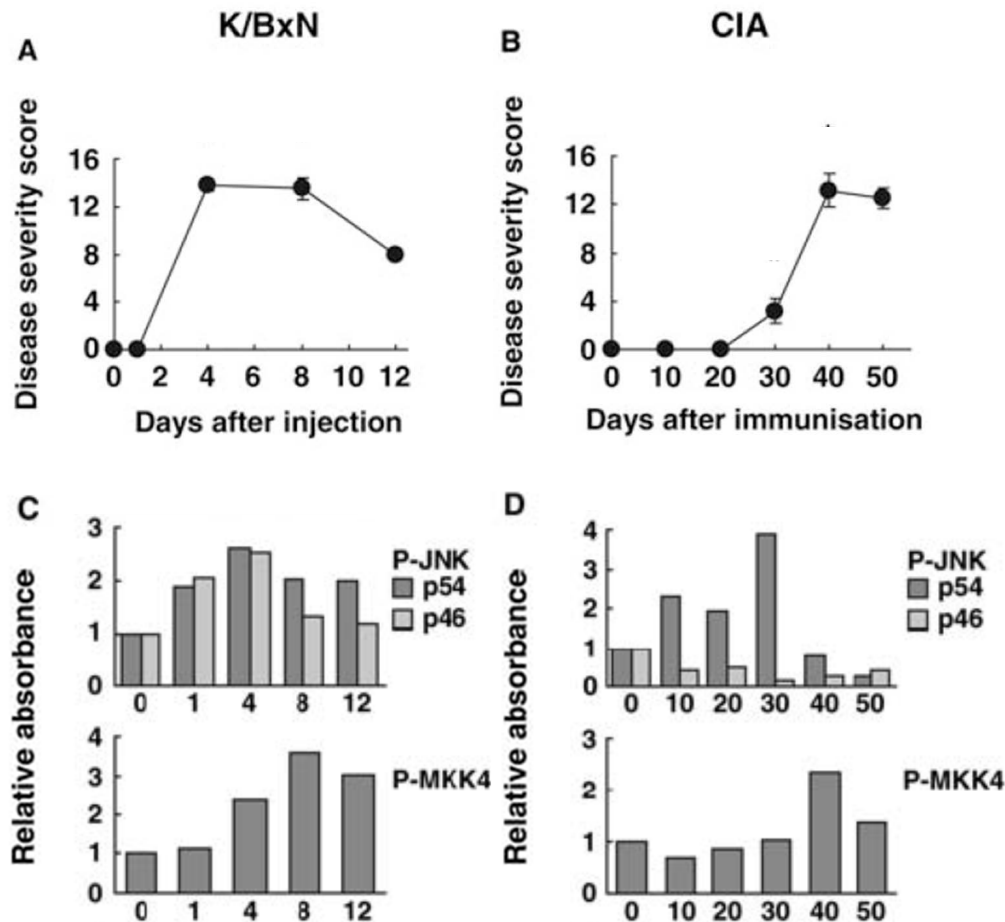 K/BxN
A
Disease severity score
16
12
8
4
0
0 2 4 6 8 10 12
Days after injection
CIA
B
Disease severity score
16
12
8
4
0
0 10 20 30 40 50
Days after immunisation
C
Relative absorbance
3
2
1
0
0 1 4 8 12
P-JNK
p54
p46
4
3
2
1
0
0 1 4 8 12
P-MKK4
D
Relative absorbance
4
3
2
1
0
0 10 20 30 40 50
P-JNK
p54
p46
3
2
1
0
0 10 20 30 40 50
P-MKK4